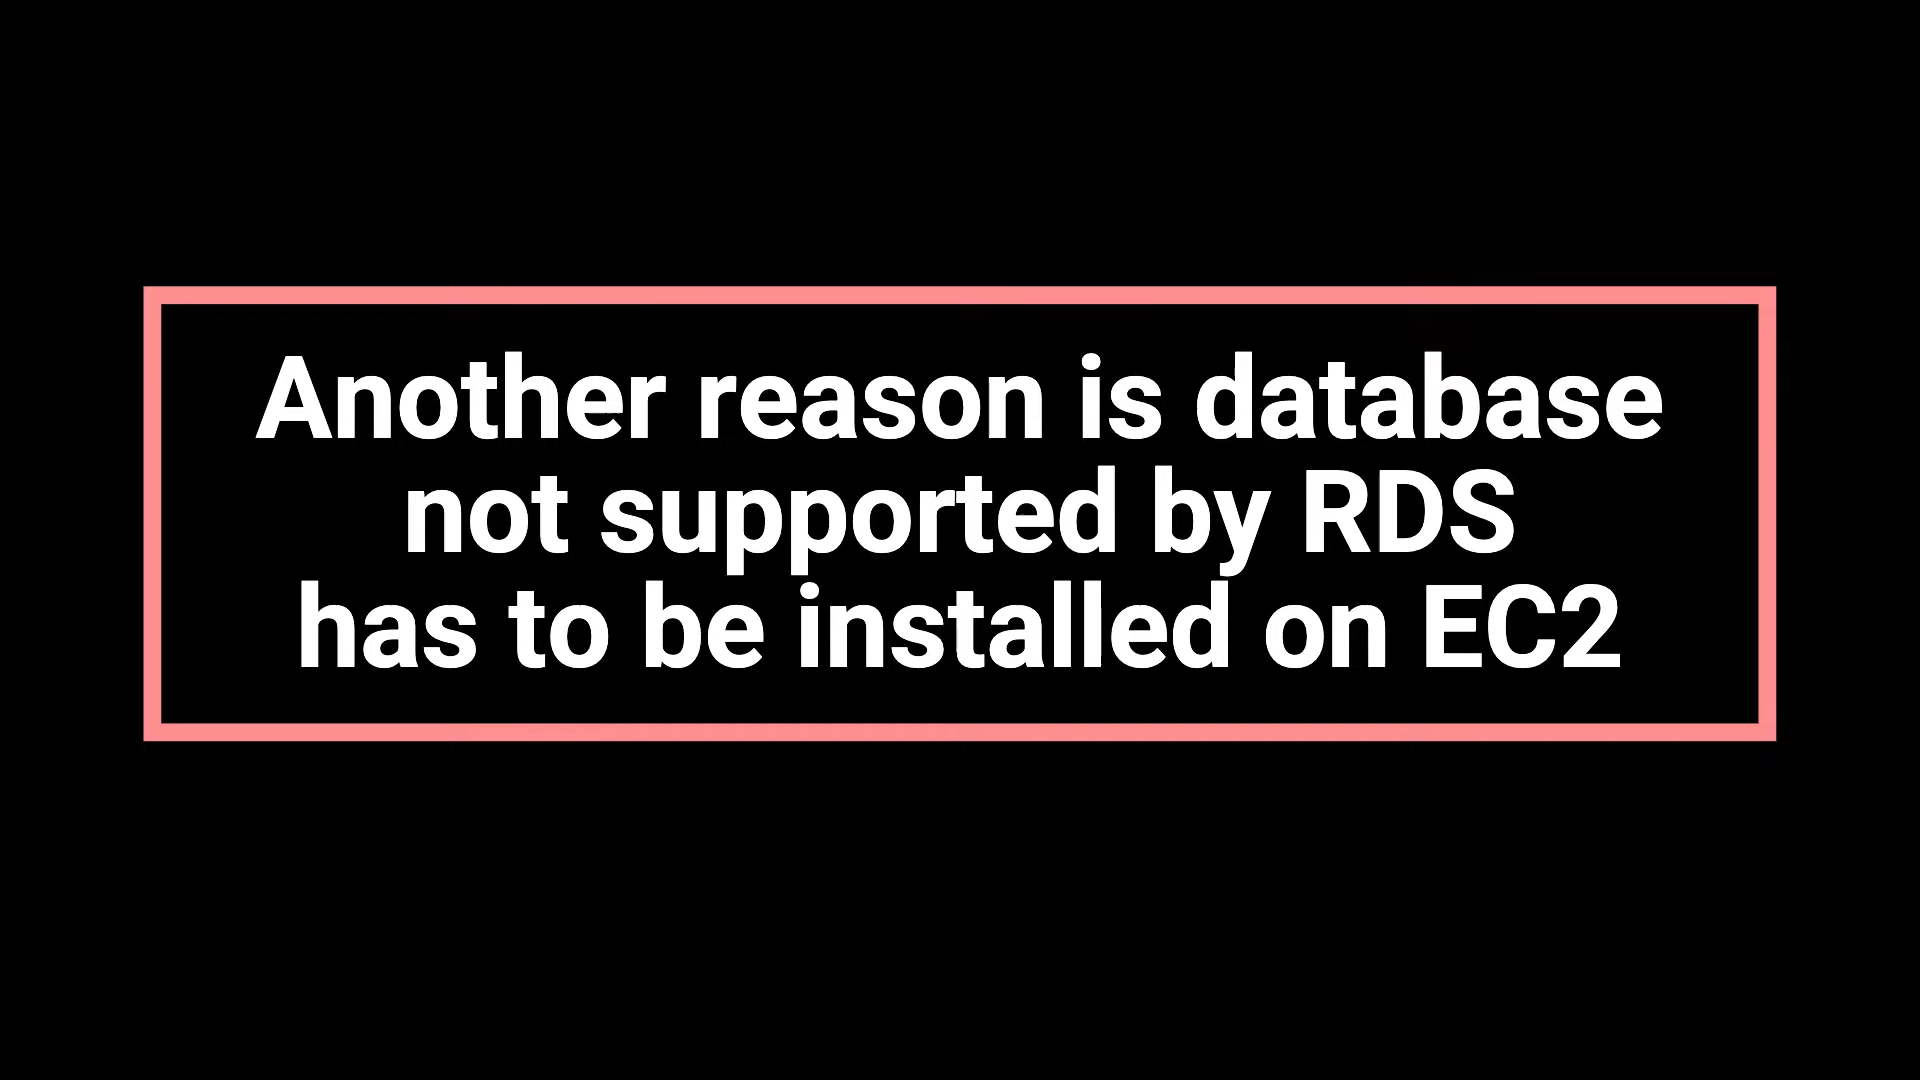 Another reason is database
not supported by RDS
has to be installed on EC2